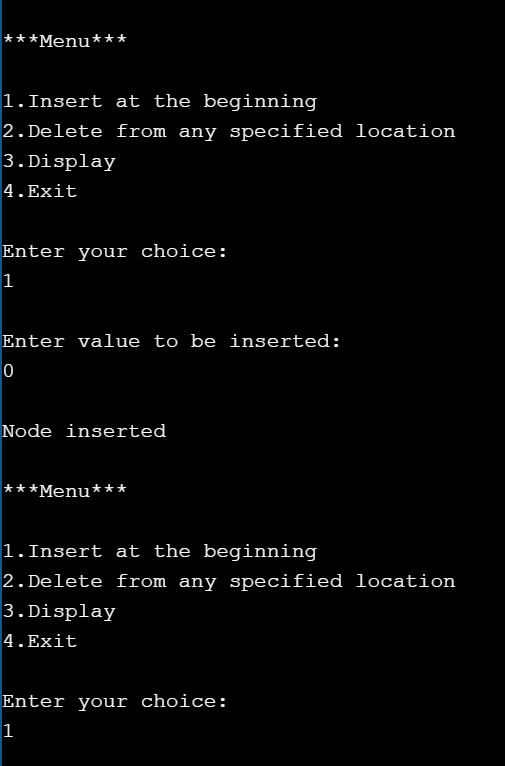 ***Menu***
1.Insert at the beginning
2.Delete from any specified location
3.Display
4.Exit
Enter your choice:
1
Enter value to be inserted:
0
Node inserted
***Menu***
1.Insert at the beginning
2.Delete from any specified location
3.Display
4.Exit
Enter your choice:
1